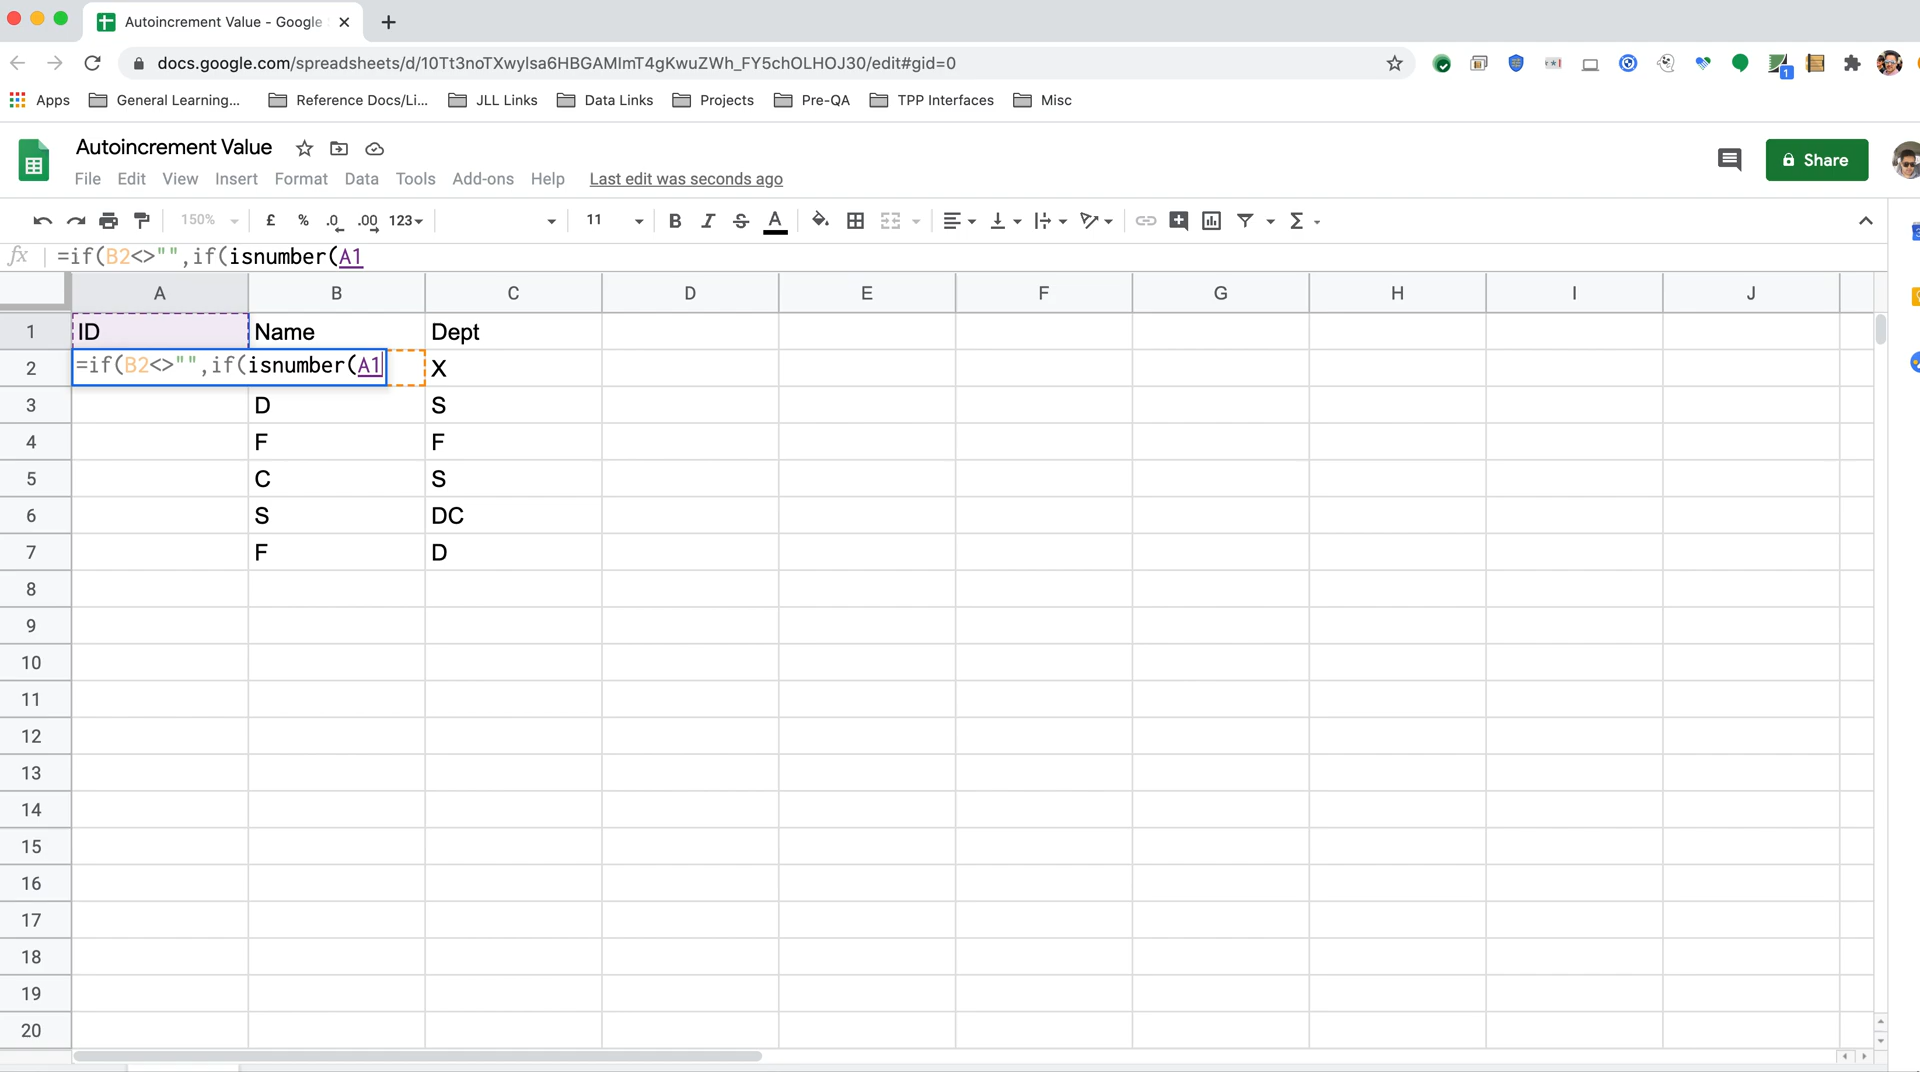 Autoincrement Value - Google
docs.google.com/spreadsheets/d/10Tt3noTXwylsa6HBGAMImT4gKwuZWh_FY5chOLHOJ30/edit#gid=0
Apps General Learning... Reference Docs/Li... JLL Links Data Links Projects Pre-QA TPP Interfaces Misc
Autoincrement Value
Share
File Edit View Insert Format Data Tools Add-ons Help Last edit was seconds ago
150% £ % .0 .00 123 11 B I S A Σ
fx =if(B2<>"",if(isnumber(A1
A B C D E F G H I J
1 ID Name Dept
2 =if(B2<>"",if(isnumber(A1 X
3 D S
4 F F
5 C S
6 S DC
7 F D
8
9
10
11
12
13
14
15
16
17
18
19
20